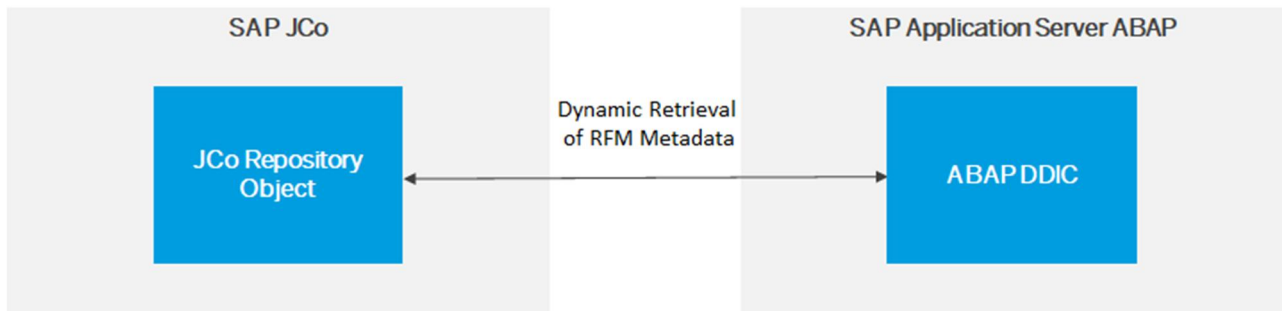 SAP JCo
SAP Application Server ABAP
Dynamic Retrieval
of RFM Metadata
JCo Repository
Object
ABAP DDIC